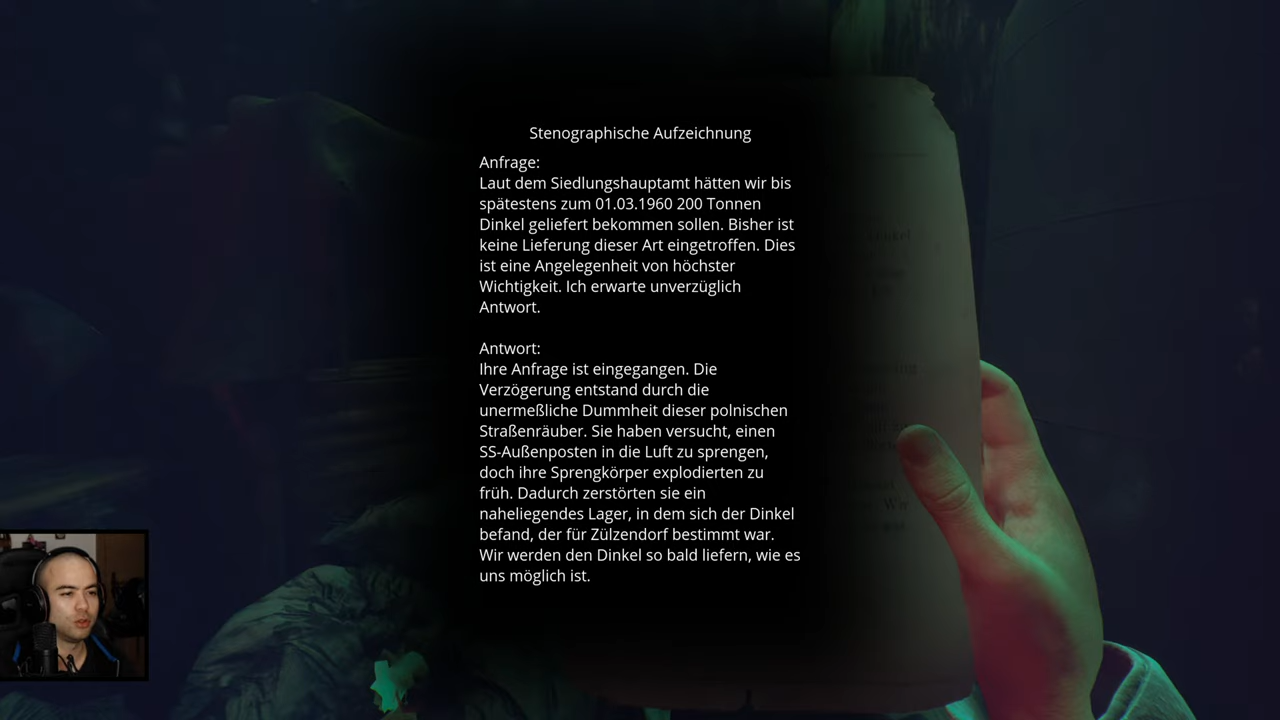 Stenographische Aufzeichnung
Anfrage:
Laut dem Siedlungshauptamt hätten wir bis
spätestens zum 01.03.1960 200 Tonnen
Dinkel geliefert bekommen sollen. Bisher ist
keine Lieferung dieser Art eingetroffen. Dies
ist eine Angelegenheit von höchster
Wichtigkeit. Ich erwarte unverzüglich
Antwort.
Antwort:
Ihre Anfrage ist eingegangen. Die
Verzögerung entstand durch die
unermeßliche Dummheit dieser polnischen
Straßenräuber. Sie haben versucht, einen
SS-Außenposten in die Luft zu sprengen,
doch ihre Sprengkörper explodierten zu
früh. Dadurch zerstörten sie ein
naheliegendes Lager, in dem sich der Dinkel
befand, der für Zülzendorf bestimmt war.
Wir werden den Dinkel so bald liefern, wie es
uns möglich ist.